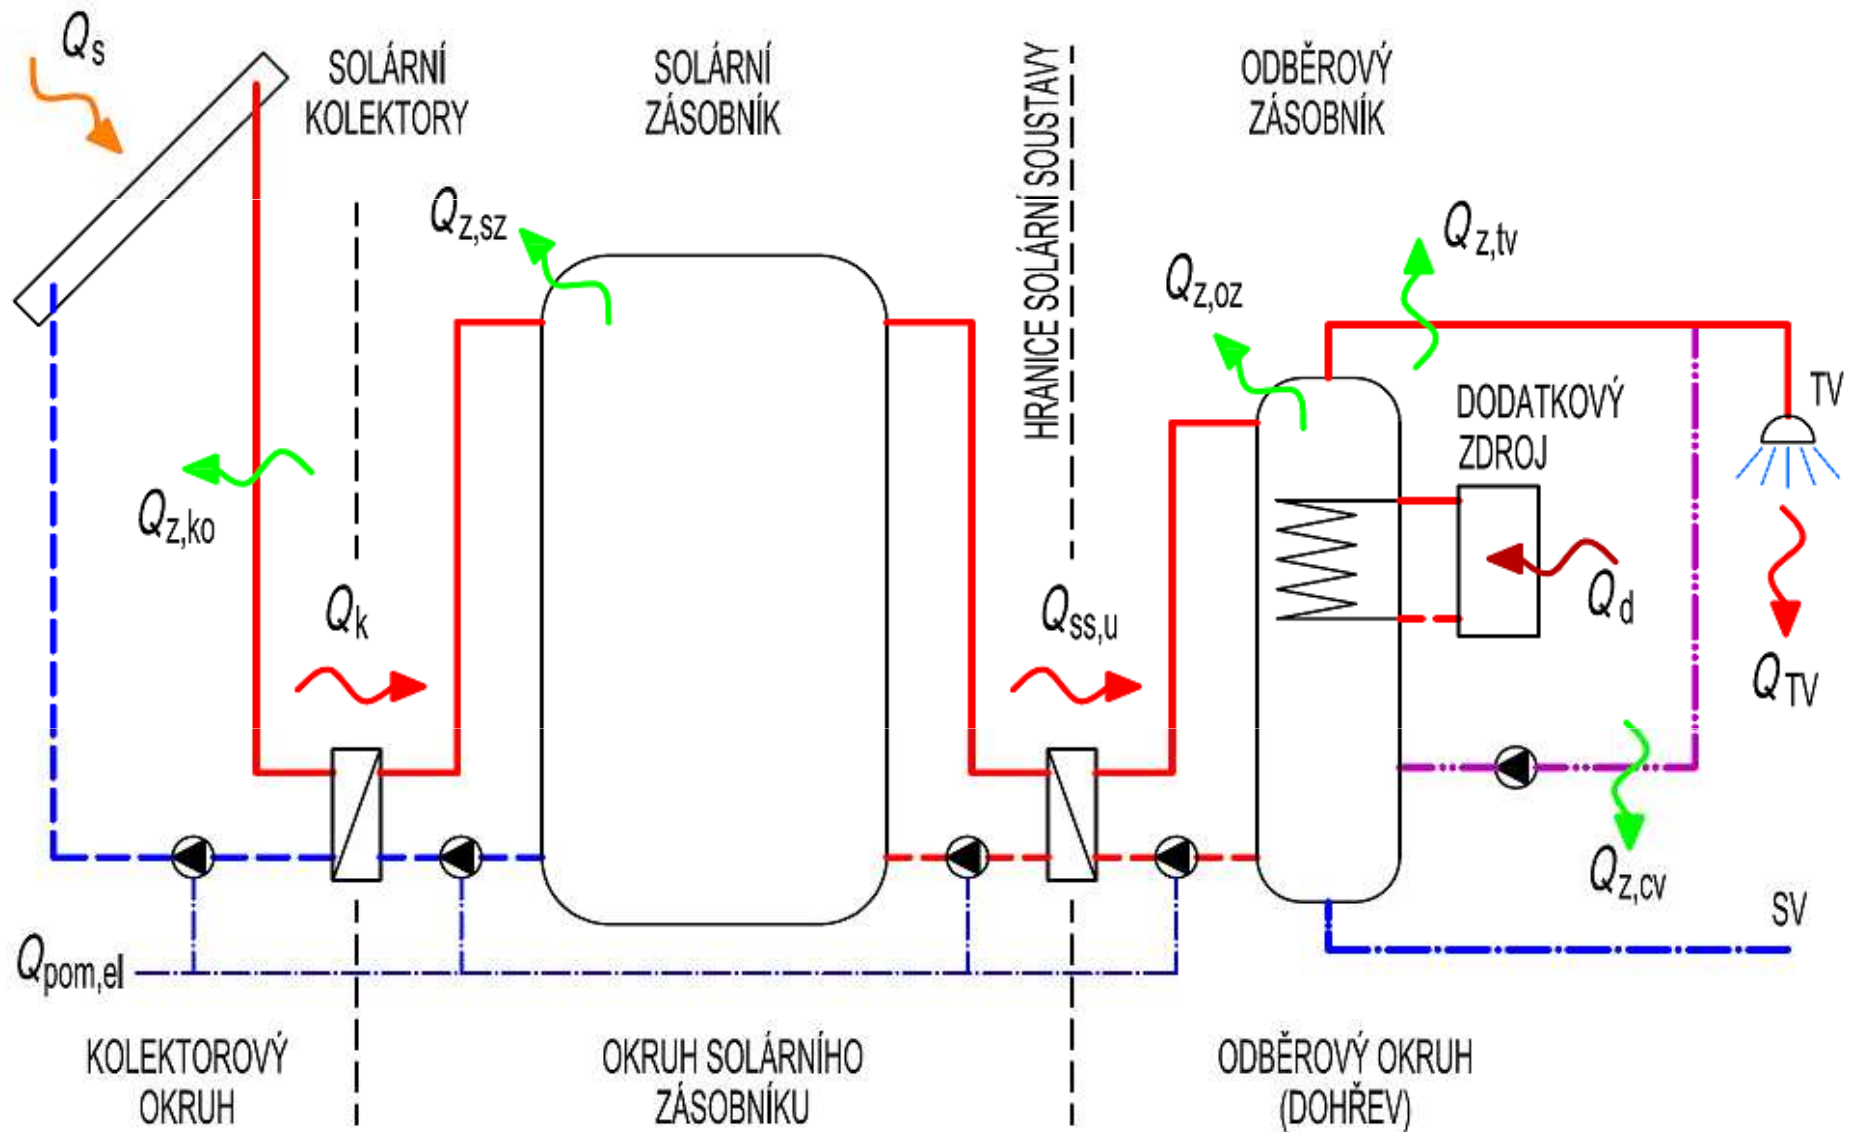 Qs
SOLÁRNÍ
KOLEKTORY
SOLÁRNÍ
ZÁSOBNÍK
HRANICE SOLÁRNÍ SOUSTAVY
ODBĚROVÝ
ZÁSOBNÍK
Qz,sz
Qz,tv
Qz,oz
TV
DODATKOVÝ
ZDROJ
Qz,ko
Qk
Qss,u
Qd
QTV
Qz,cv
SV
Qpom,el
KOLEKTOROVÝ
OKRUH
OKRUH SOLÁRNÍHO
ZÁSOBNÍKU
ODBĚROVÝ OKRUH
(DOHŘEV)